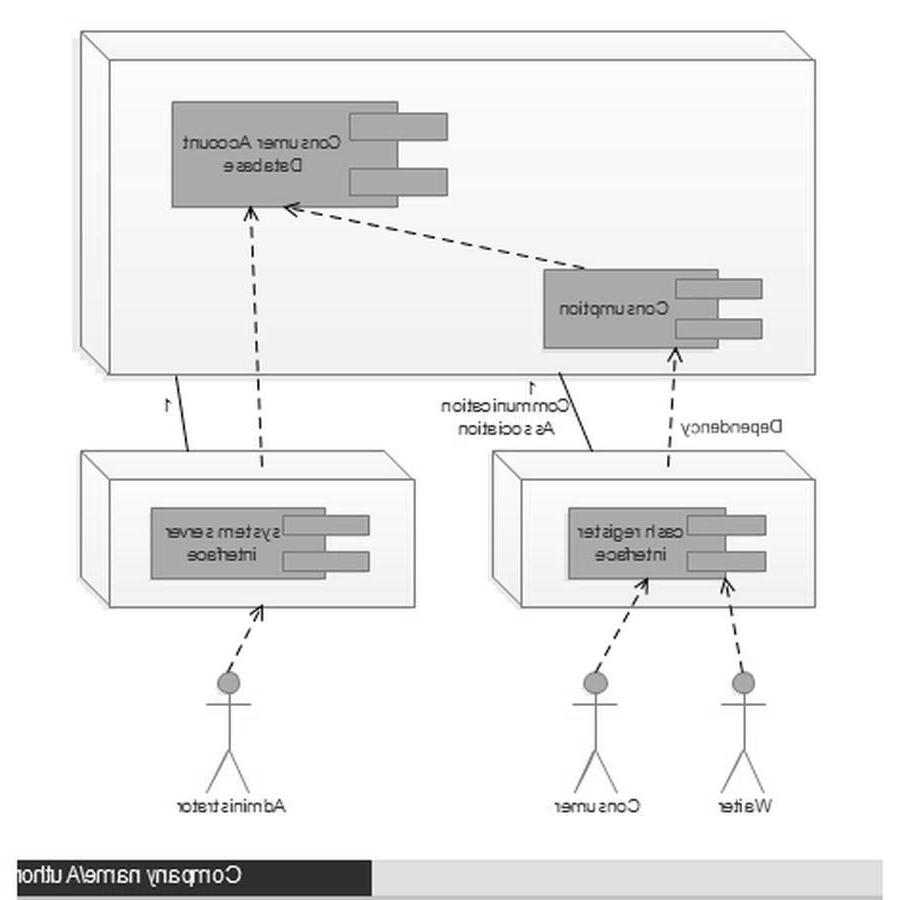 Consumer Account
Database
Consumption
1
1
Communication
Association
Dependency
system server
interface
cash register
interface
Administrator
Consumer
Waiter
Company name/Author